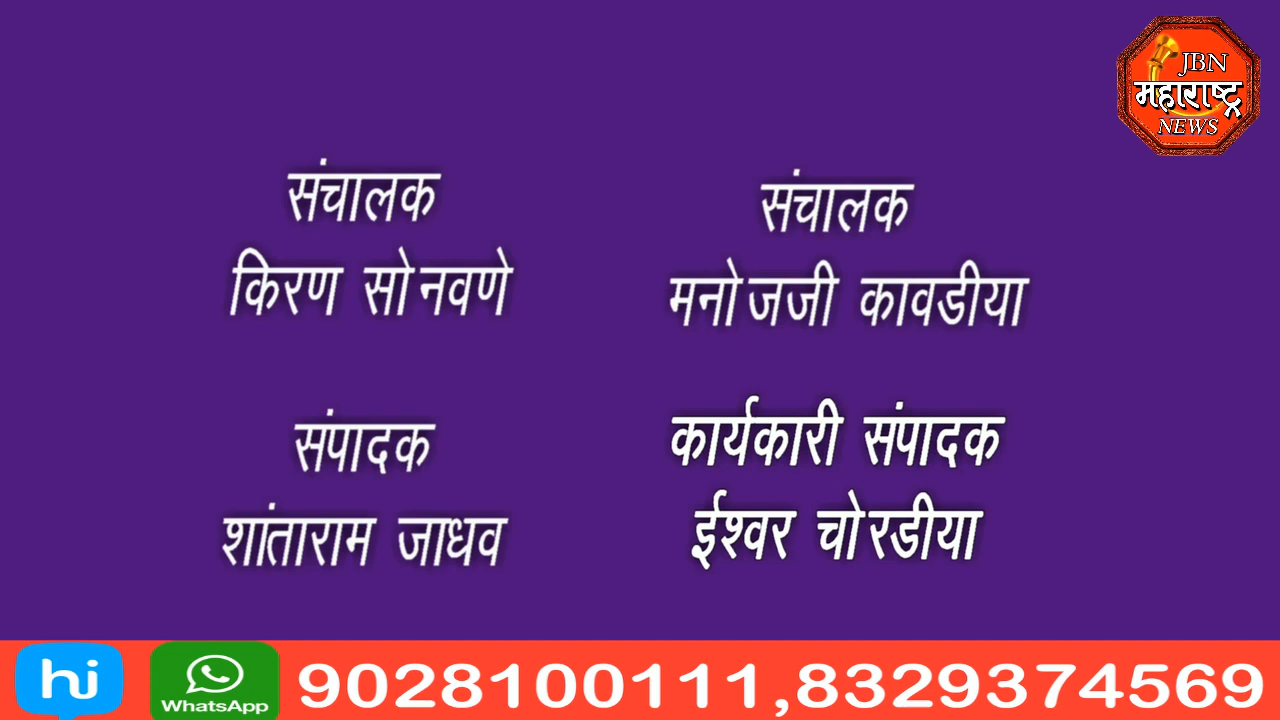 JBN
महाराष्ट्र
NEWS
संचालक
किरण सोनवणे
संचालक
मनोजजी कावडीया
संपादक
शांताराम जाधव
कार्यकारी संपादक
ईश्वर चोरडीया
hi
WhatsApp
9028100111,8329374569